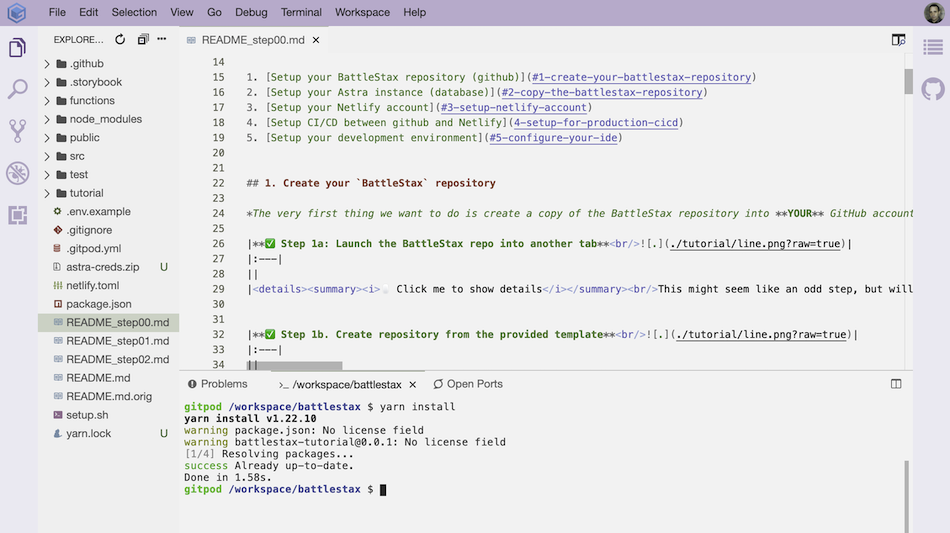 File Edit Selection View Go Debug Terminal Workspace Help
EXPLORE...
README_step00.md
.github
.storybook
functions
node_modules
public
src
test
tutorial
.env.example
.gitignore
.gitpod.yml
astra-creds.zip U
netlify.toml
package.json
README_step00.md
README_step01.md
README_step02.md
README.md
README.md.orig
setup.sh
yarn.lock U
14
15 1. [Setup your BattleStax repository (github)](#1-create-your-battlestax-repository)
16 2. [Setup your Astra instance (database)](#2-copy-the-battlestax-repository)
17 3. [Setup your Netlify account](#3-setup-netlify-account)
18 4. [Setup CI/CD between github and Netlify](4-setup-for-production-cicd)
19 5. [Setup your development environment](#5-configure-your-ide)
20
21
22 ## 1. Create your `BattleStax` repository
23
24 *The very first thing we want to do is create a copy of the BattleStax repository into **YOUR** GitHub account
25
26 |**✅ Step 1a: Launch the BattleStax repo into another tab**<br/>![.](./tutorial/line.png?raw=true)|
27 |:---|
28 ||
29 |<details><summary><i> Click me to show details</i></summary><br/>This might seem like an odd step, but will
30
31
32 |**✅ Step 1b. Create repository from the provided template**<br/>![.](./tutorial/line.png?raw=true)|
33 |:---|
34 ||
Problems >_ /workspace/battlestax Open Ports
gitpod /workspace/battlestax $ yarn install
yarn install v1.22.10
warning package.json: No license field
warning battlestax-tutorial@0.0.1: No license field
[1/4] Resolving packages...
success Already up-to-date.
Done in 1.58s.
gitpod /workspace/battlestax $